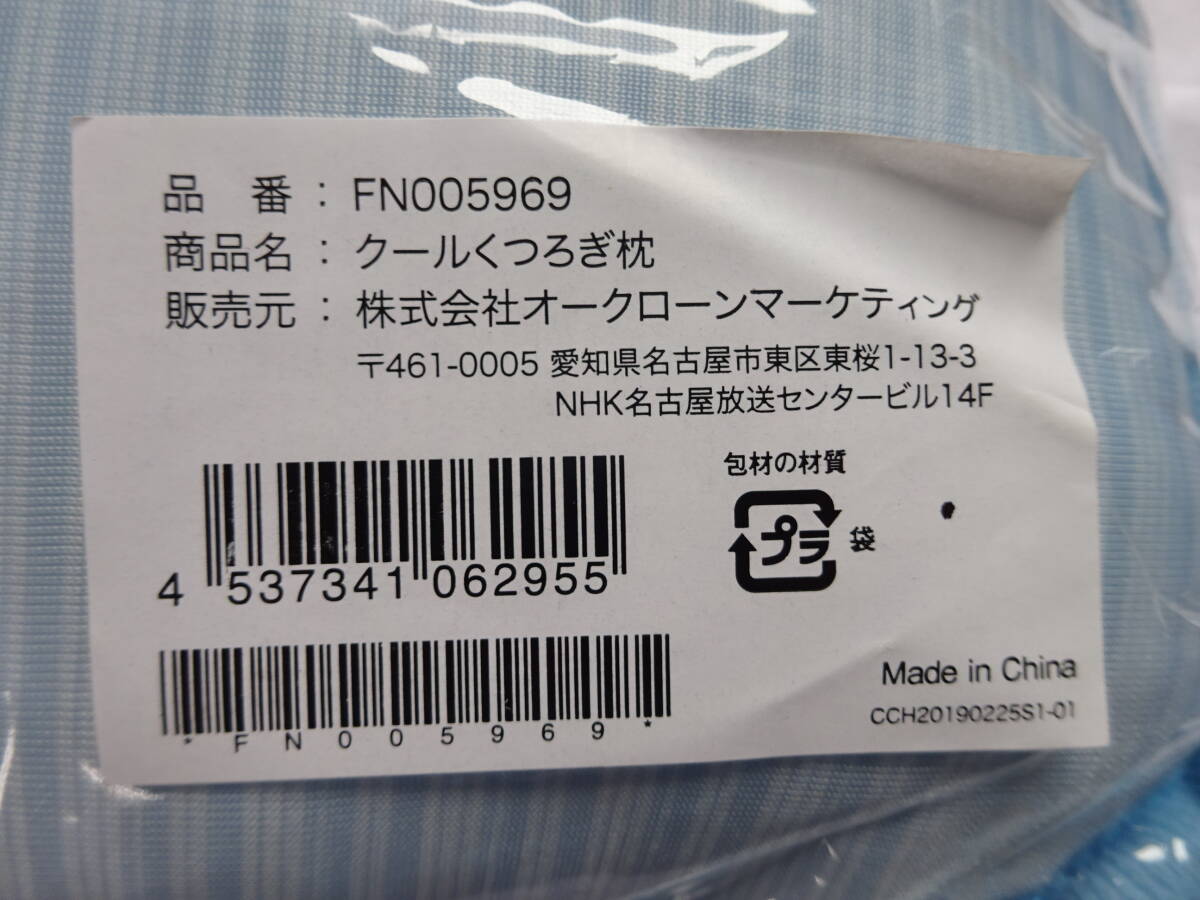 品　番 : FN005969
商品名 : クールくつろぎ枕
販売元 : 株式会社オークローンマーケティング
〒461-0005 愛知県名古屋市東区東桜1-13-3
NHK名古屋放送センタービル14F
包材の材質
プラ 袋
4 537341 062955
*FN005969*
Made in China
CCH20190225S1-01